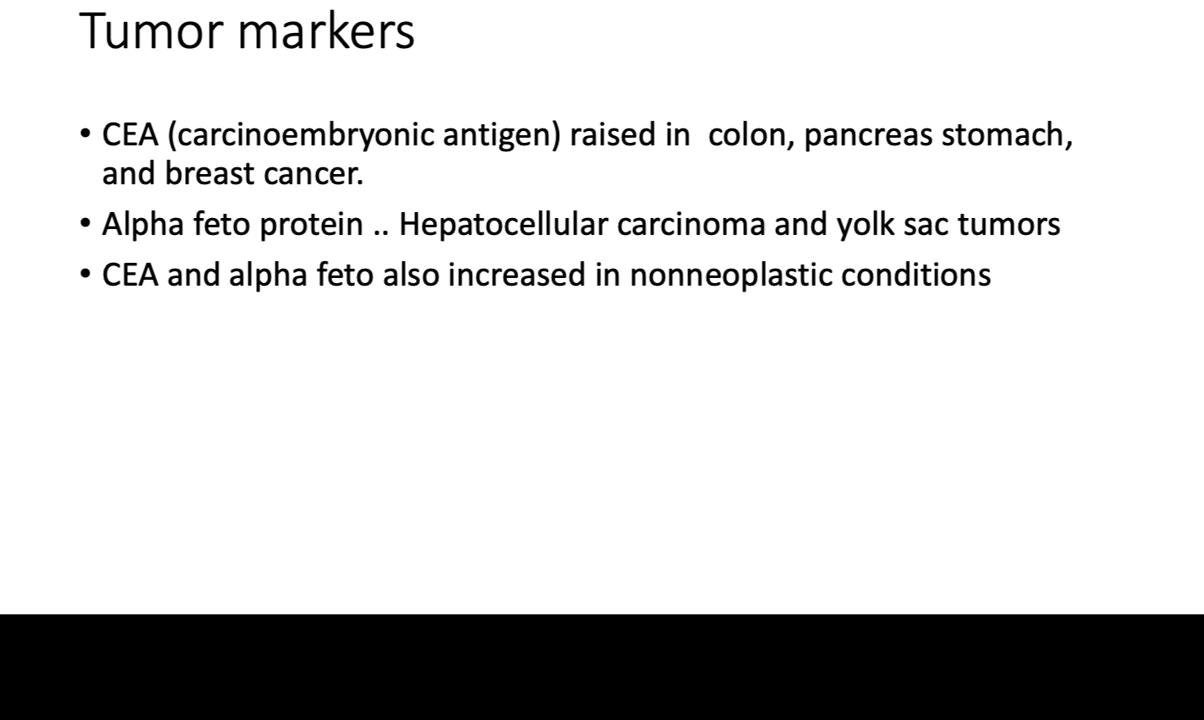 Tumor markers
• CEA (carcinoembryonic antigen) raised in  colon, pancreas stomach,
and breast cancer.
• Alpha feto protein .. Hepatocellular carcinoma and yolk sac tumors
• CEA and alpha feto also increased in nonneoplastic conditions